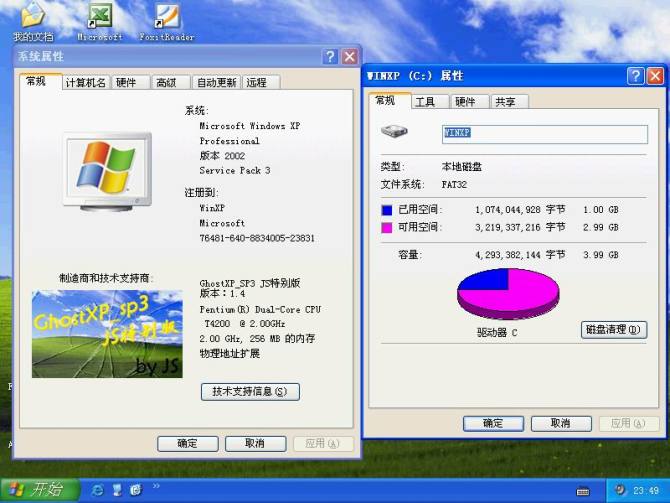 我的文档
Microsoft
FoxitReader
系统属性
常规
计算机名
硬件
高级
自动更新
远程
系统:
Microsoft Windows XP
Professional
版本 2002
Service Pack 3
注册到:
WinXP
Microsoft
76481-640-8834005-23831
制造商和技术支持商:
GhostXP sp3
JS特别版
by JS
GhostXP_SP3 JS特别版
版本：1.4
Pentium(R) Dual-Core CPU
T4200 @ 2.00GHz
2.00 GHz, 256 MB 的内存
物理地址扩展
技术支持信息(S)
确定
取消
应用(A)
WINXP (C:) 属性
常规
工具
硬件
共享
WINXP
类型: 本地磁盘
文件系统: FAT32
已用空间: 1,074,044,928 字节 1.00 GB
可用空间: 3,219,337,216 字节 2.99 GB
容量: 4,293,382,144 字节 3.99 GB
驱动器 C
磁盘清理(D)
确定
取消
应用(A)
开始
23:49